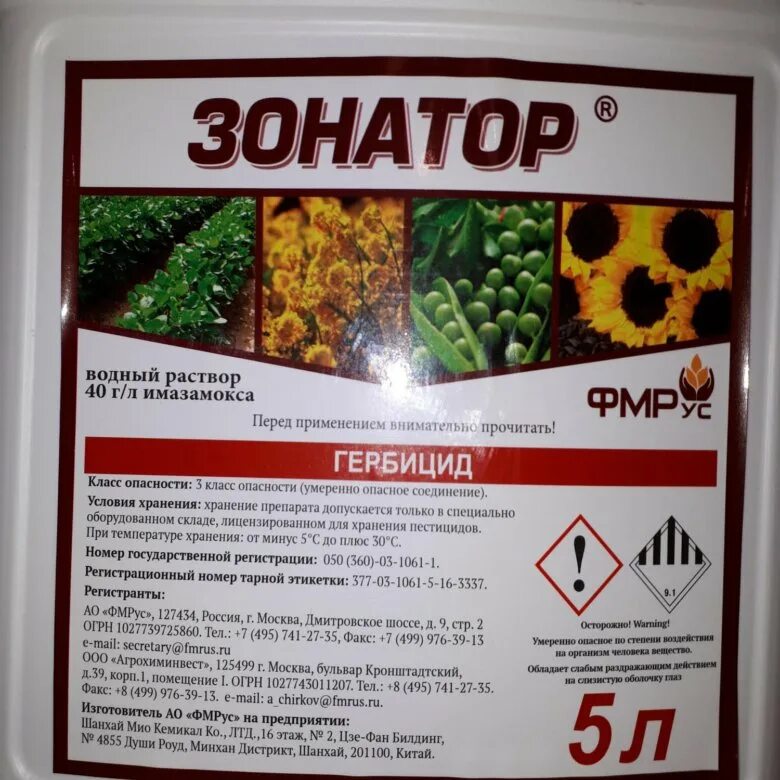 ЗОНАТОР ®
водный раствор
40 г/л имазамокса
ФМРус
Перед применением внимательно прочитать!
ГЕРБИЦИД
Класс опасности: 3 класс опасности (умеренно опасное соединение).
Условия хранения: хранение препарата допускается только в специально
оборудованном складе, лицензированном для хранения пестицидов.
При температуре хранения: от минус 5°С до плюс 30°С.
Номер государственной регистрации: 050 (360)-03-1061-1.
Регистрационный номер тарной этикетки: 377-03-1061-5-16-3337.
Регистранты:
АО «ФМРус», 127434, Россия, г. Москва, Дмитровское шоссе, д. 9, стр. 2
ОГРН 1027739725860. Тел.: +7 (495) 741-27-35, Факс: +7 (499) 976-39-13
e-mail: secretary@fmrus.ru
ООО «Агрохиминвест», 125499 г. Москва, бульвар Кронштадтский,
д.39, корп.1, помещение I. ОГРН 1027743011207. Тел.: +8 (495) 741-27-35.
Факс: +8 (499) 976-39-13. e-mail: a_chirkov@fmrus.ru.
Изготовитель АО «ФМРус» на предприятии:
Шанхай Мио Кемикал Ко., ЛТД.,16 этаж, № 2, Цзе-Фан Билдинг,
№ 4855 Души Роуд, Минхан Дистрикт, Шанхай, 201100, Китай.
!
9.1
Осторожно! Warning!
Умеренно опасное по степени воздействия
на организм человека вещество.
Обладает слабым раздражающим действием
на слизистую оболочку глаз
5 л